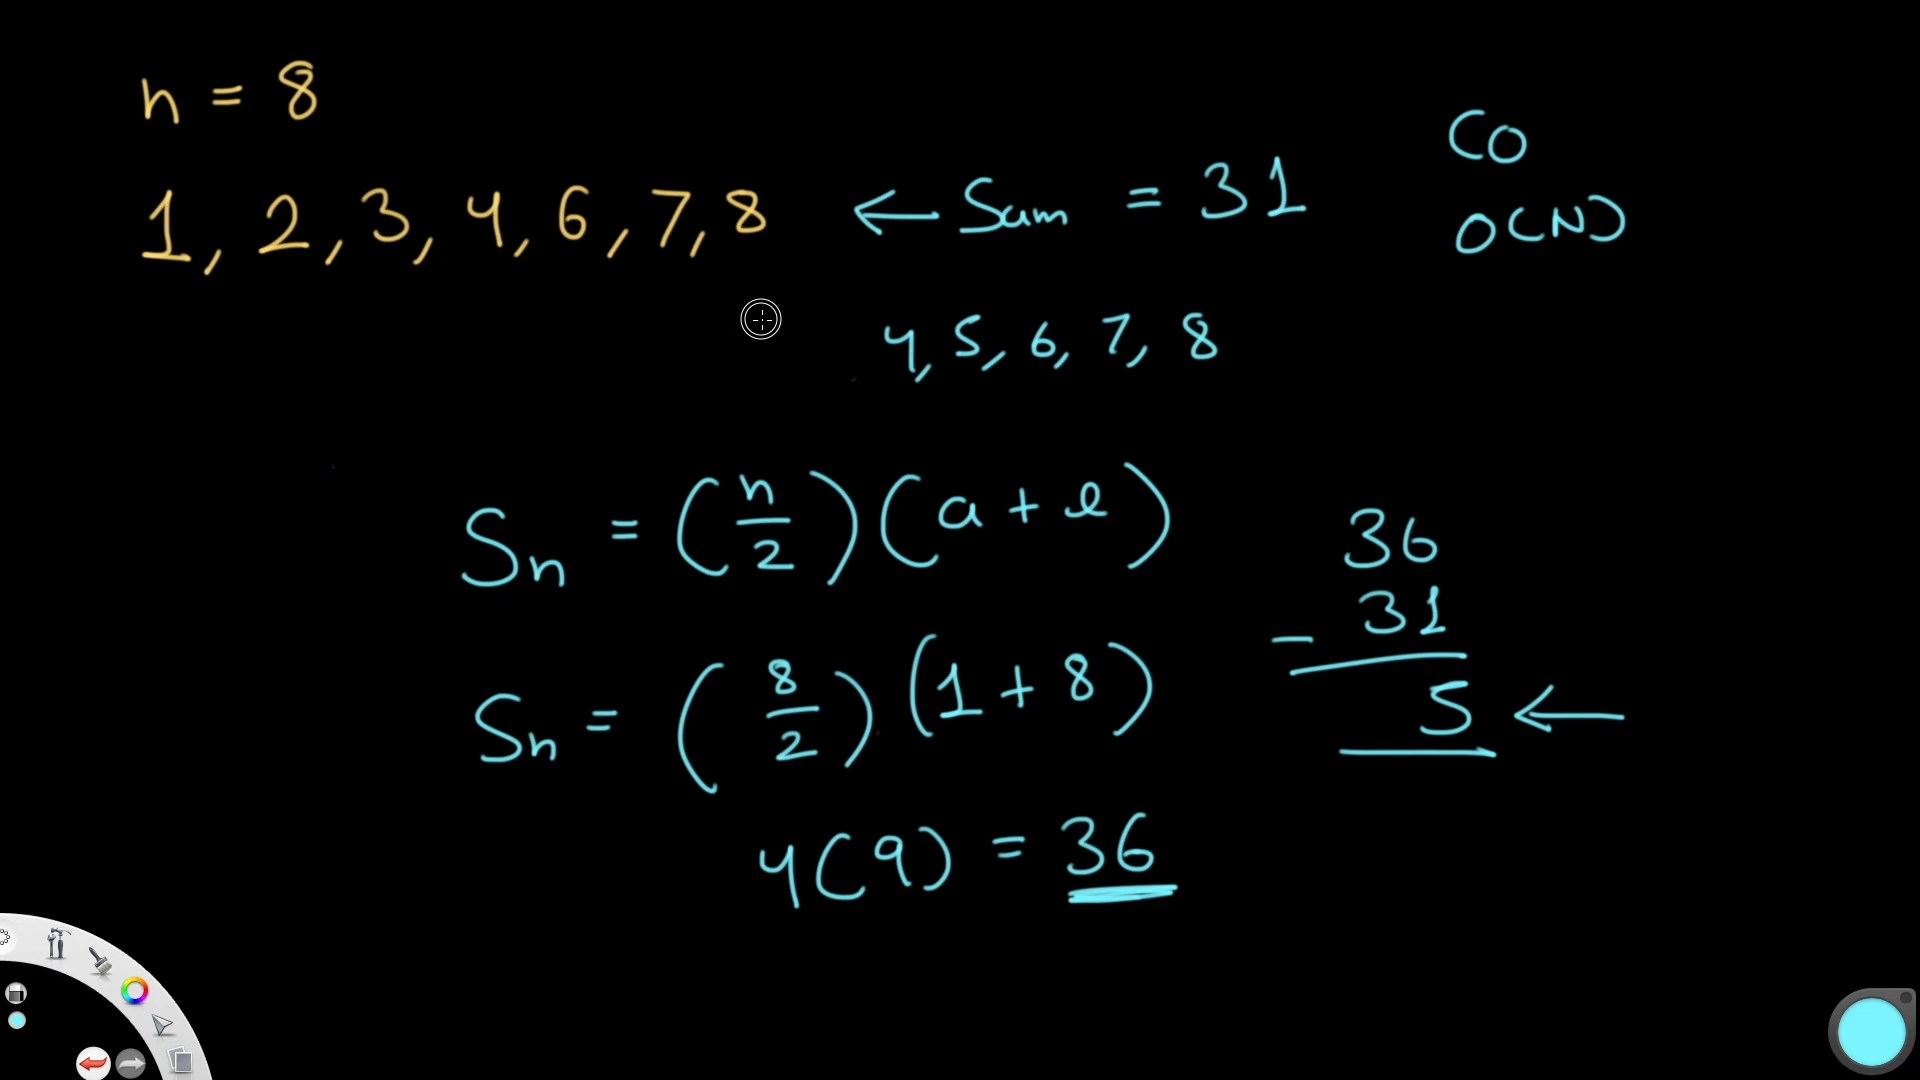 n = 8
1, 2, 3, 4, 6, 7, 8 ← Sum = 31
CO
O(N)
4, 5, 6, 7, 8
Sn = (n/2)(a + l)
Sn = (8/2)(1 + 8)
4(9) = 36
36
- 31
5 ←